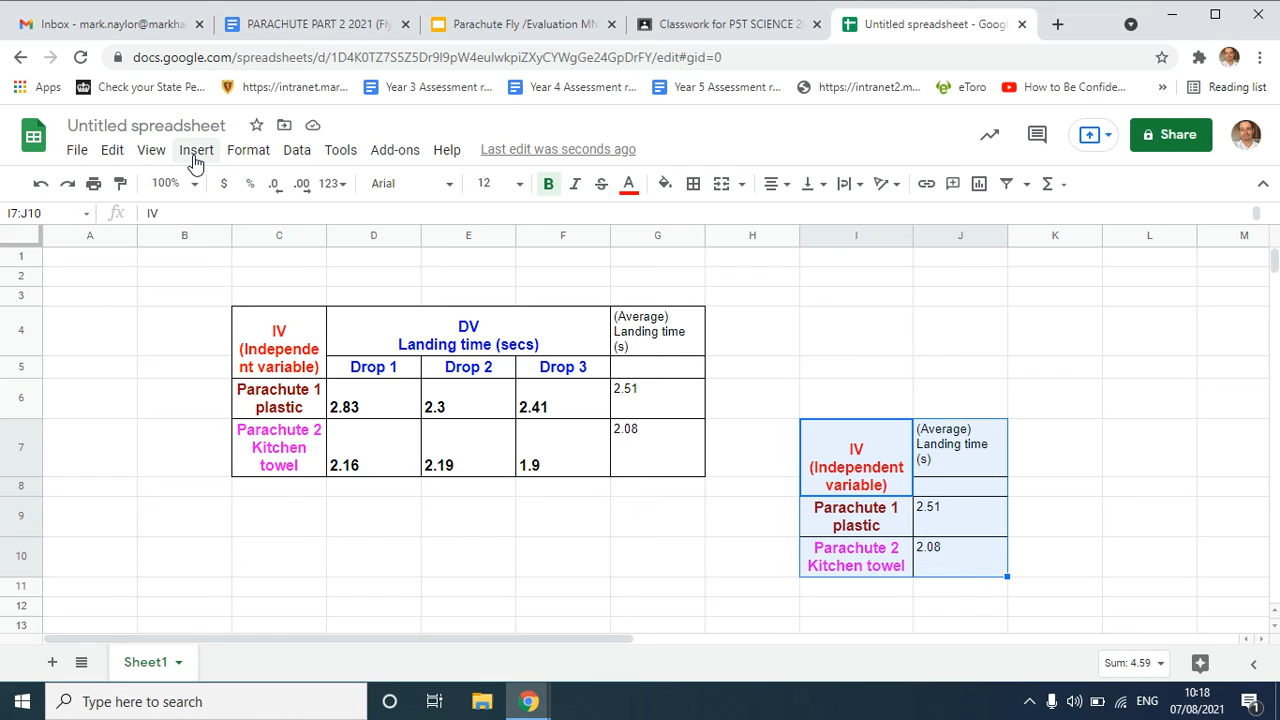 Inbox - mark.naylor@markha
PARACHUTE PART 2 2021 (Fly
Parachute Fly /Evaluation MN
Classwork for P5T SCIENCE 2
Untitled spreadsheet - Goog
docs.google.com/spreadsheets/d/1D4K0TZ7S5Z5Dr9I9pW4euIwkpiZXyCYWgGe24GpDrFY/edit#gid=0
Apps
Check your State Pe...
https://intranet.mar...
Year 3 Assessment r...
Year 4 Assessment r...
Year 5 Assessment r...
https://intranet2.m...
eToro
How to Be Confide...
»
Reading list
Untitled spreadsheet
File Edit View Insert Format Data Tools Add-ons Help Last edit was seconds ago
Share
100% $ % .0 .00 123 Arial 12 B I S A
I7:J10 fx IV
A B C D E F G H I J K L M
1
2
3
4
5
6
7
8
9
10
11
12
13
IV
(Independe
nt variable)
DV
Landing time (secs)
(Average)
Landing time
(s)
Drop 1 Drop 2 Drop 3
Parachute 1
plastic
2.83 2.3 2.41 2.51
Parachute 2
Kitchen
towel
2.16 2.19 1.9 2.08
IV
(Independent
variable)
(Average)
Landing time
(s)
Parachute 1
plastic
2.51
Parachute 2
Kitchen towel
2.08
Sheet1
Sum: 4.59
Type here to search
ENG
10:18
07/08/2021
1